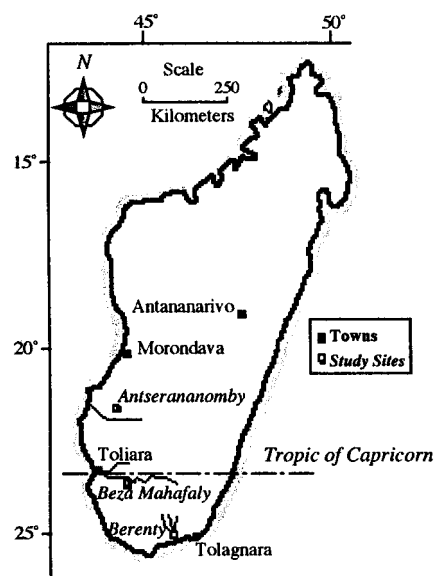 45° 50°
N
Scale
0 250
Kilometers
15°
Antananarivo
Towns
Study Sites
20°
Morondava
Antserananomby
Toliara
Tropic of Capricorn
Beza Mahafaly
Berenty
25°
Tolagnara